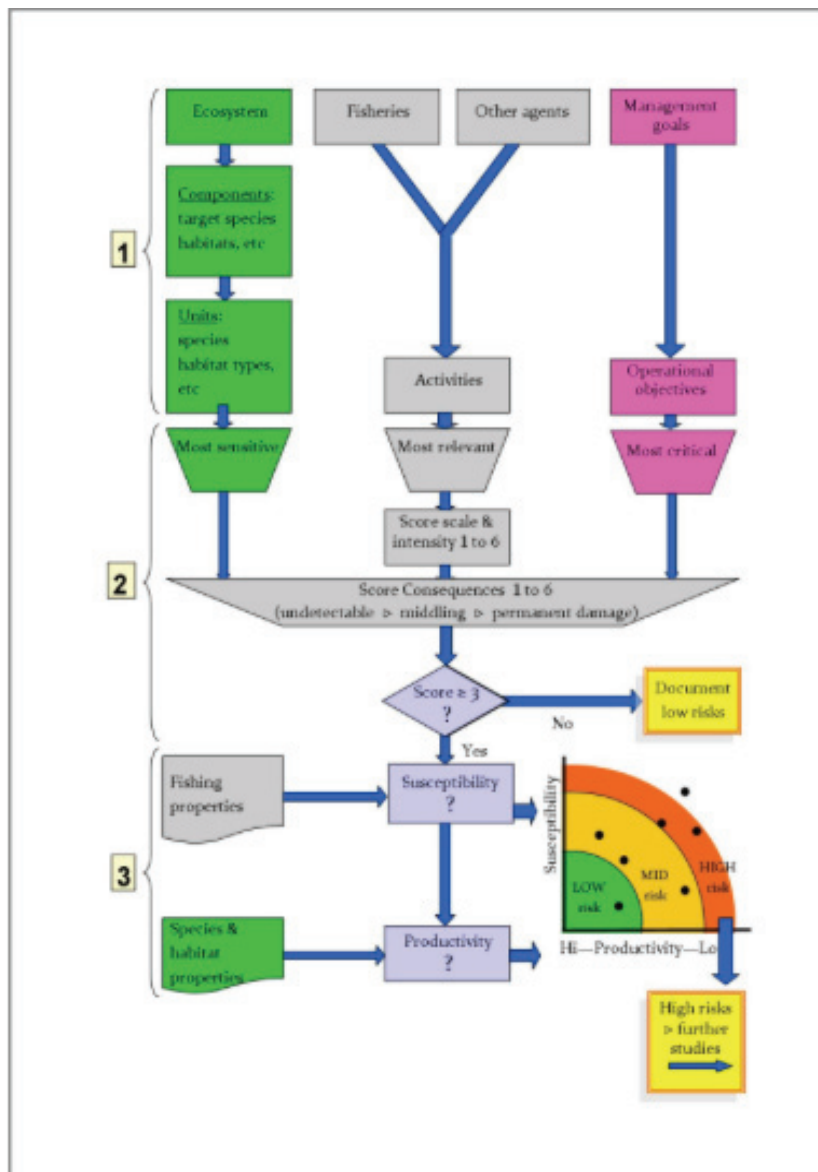 Ecosystem
Fisheries
Other agents
Management
goals
Components:
target species
habitats, etc
1
Units:
species
habitat types,
etc
Activities
Operational
objectives
Most sensitive
Most relevant
Most critical
Score scale &
intensity 1 to 6
2
Score Consequences 1 to 6
(undetectable ▹ middling ▹ permanent damage)
Score ≥ 3
?
No
Document
low risks
Yes
Fishing
properties
Susceptibility
?
Susceptibility
LOW
risk
MID
risk
HIGH
risk
3
Species &
habitat
properties
Productivity
?
Hi—Productivity—Lo
High risks
▹ further
studies